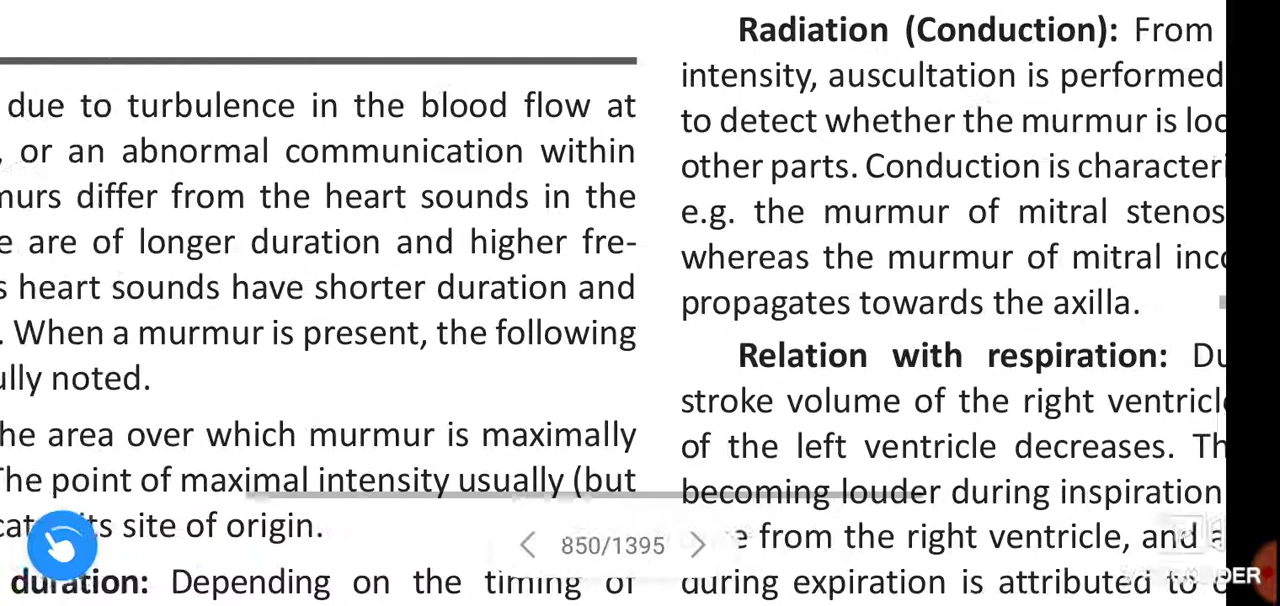 due to turbulence in the blood flow at
, or an abnormal communication within
murs differ from the heart sounds in the
e are of longer duration and higher fre-
s heart sounds have shorter duration and
. When a murmur is present, the following
ully noted.
he area over which murmur is maximally
The point of maximal intensity usually (but
its site of origin.
duration: Depending on the timing of
Radiation (Conduction): From
intensity, auscultation is performed
to detect whether the murmur is loc
other parts. Conduction is characteri
e.g. the murmur of mitral stenos
whereas the murmur of mitral inc
propagates towards the axilla.
Relation with respiration: Du
stroke volume of the right ventricl
of the left ventricle decreases. Th
becoming louder during inspiration
e from the right ventricle, and a
during expiration is attributed to
850/1395